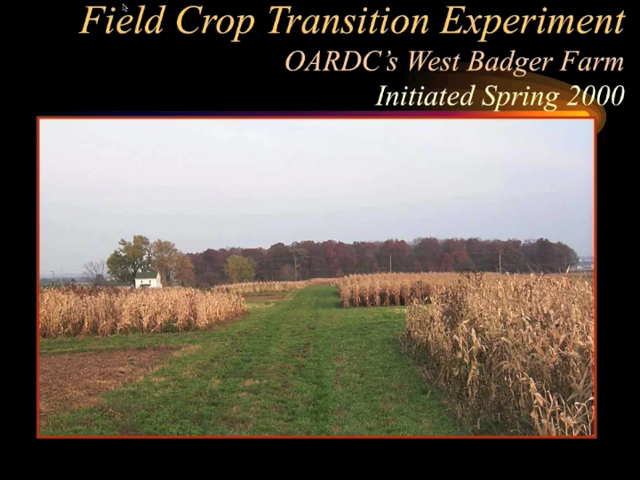 Field Crop Transition Experiment
OARDC's West Badger Farm
Initiated Spring 2000